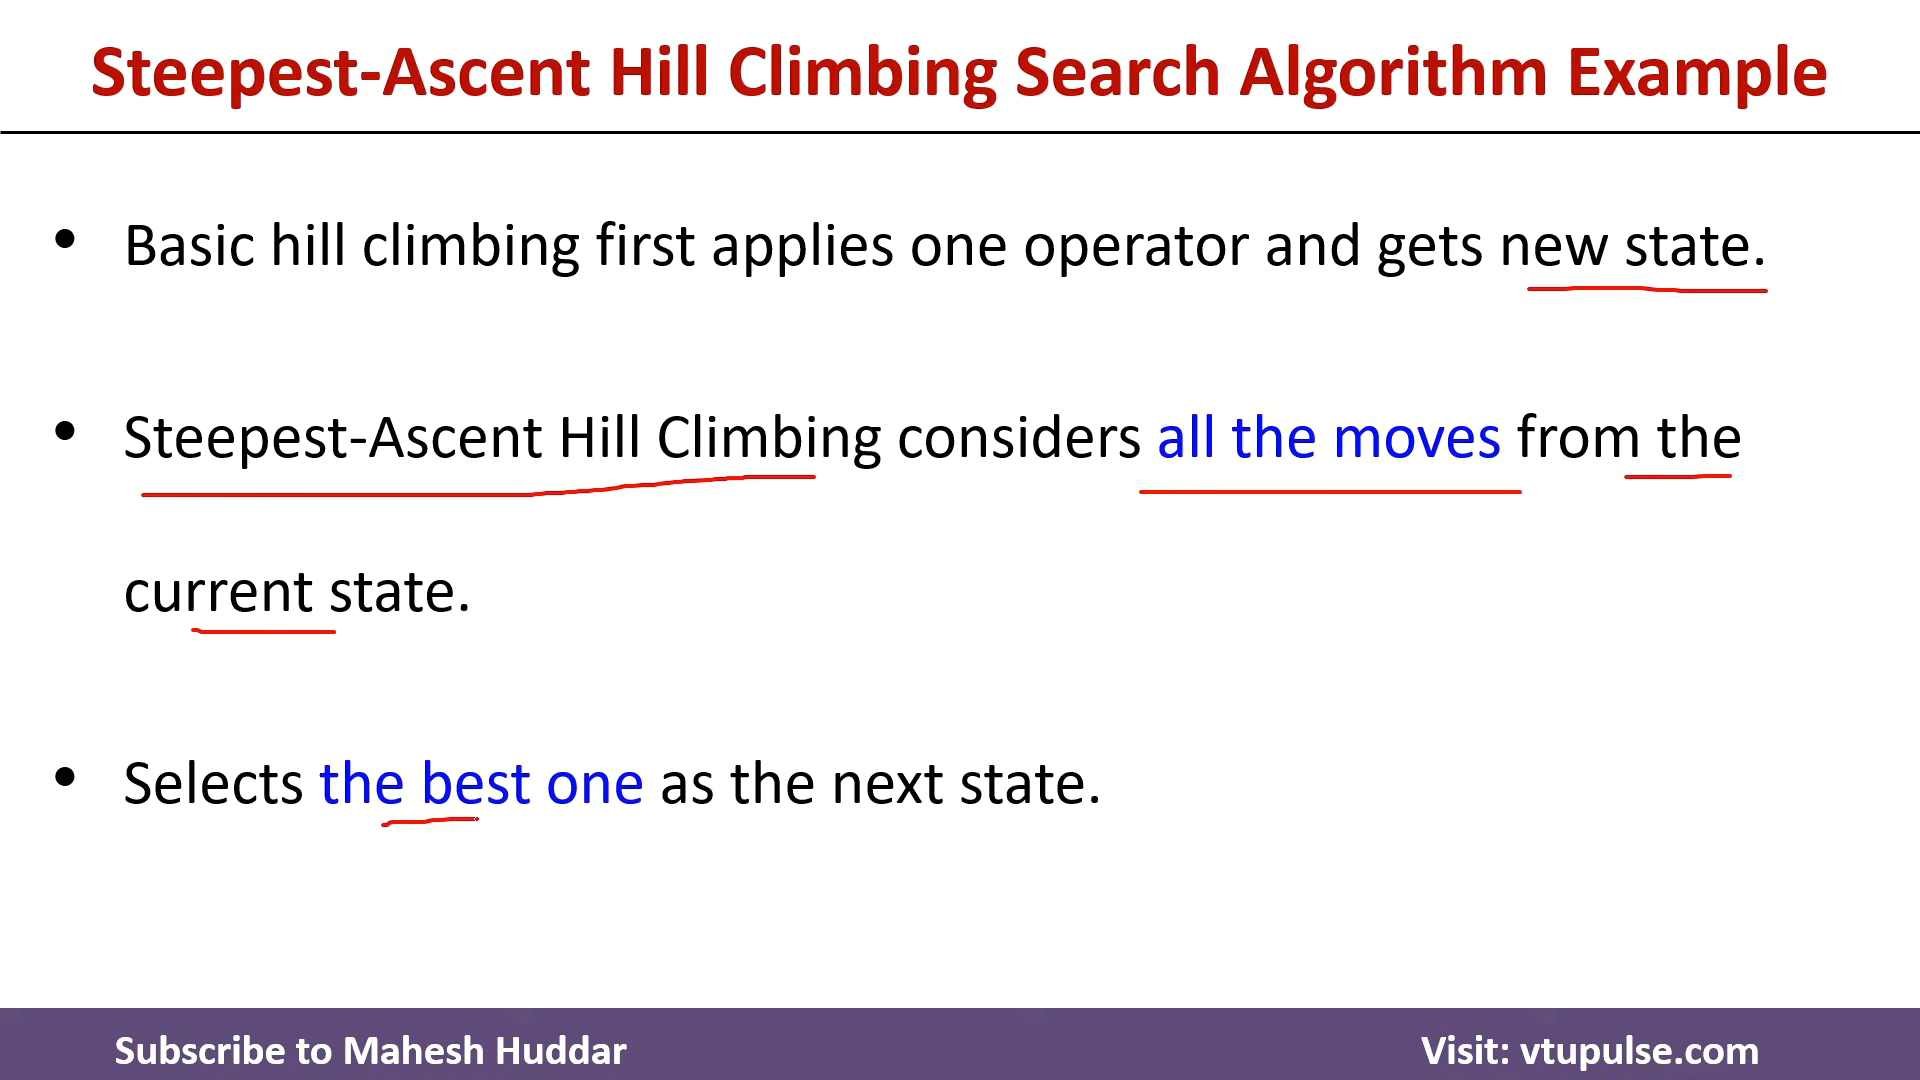 Steepest-Ascent Hill Climbing Search Algorithm Example
• Basic hill climbing first applies one operator and gets new state.
• Steepest-Ascent Hill Climbing considers all the moves from the
current state.
• Selects the best one as the next state.
Subscribe to Mahesh Huddar
Visit: vtupulse.com